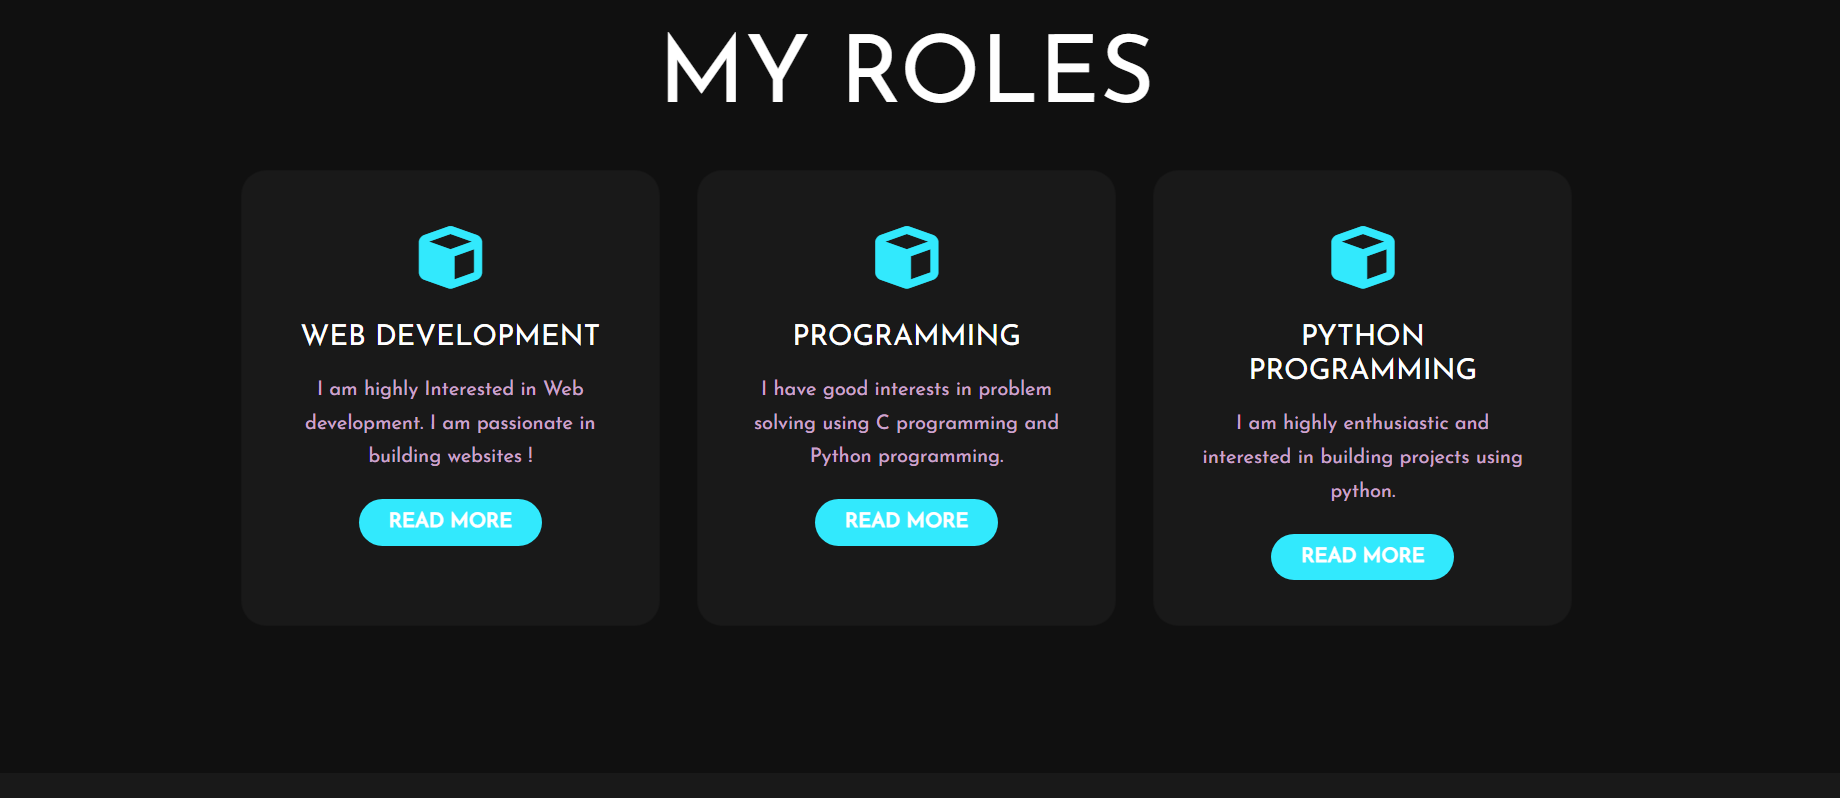 MY ROLES
WEB DEVELOPMENT
I am highly Interested in Web
development. I am passionate in
building websites !
READ MORE
PROGRAMMING
I have good interests in problem
solving using C programming and
Python programming.
READ MORE
PYTHON
PROGRAMMING
I am highly enthusiastic and
interested in building projects using
python.
READ MORE